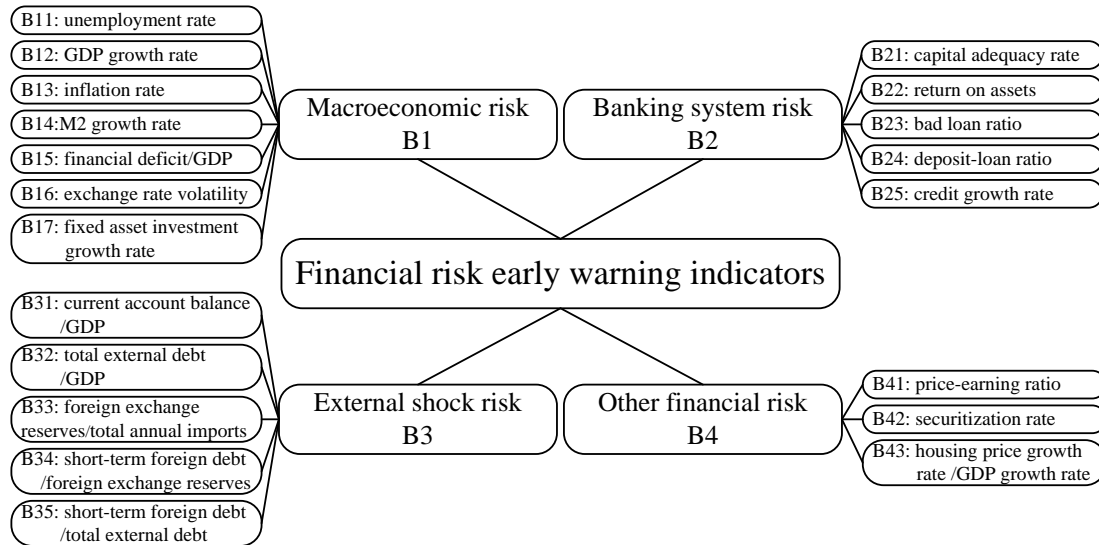 B11: unemployment rate
B12: GDP growth rate
B13: inflation rate
B14:M2 growth rate
B15: financial deficit/GDP
B16: exchange rate volatility
B17: fixed asset investment
growth rate
Macroeconomic risk
B1
Banking system risk
B2
B21: capital adequacy rate
B22: return on assets
B23: bad loan ratio
B24: deposit-loan ratio
B25: credit growth rate
Financial risk early warning indicators
B31: current account balance
/GDP
B32: total external debt
/GDP
B33: foreign exchange
reserves/total annual imports
B34: short-term foreign debt
/foreign exchange reserves
B35: short-term foreign debt
/total external debt
External shock risk
B3
Other financial risk
B4
B41: price-earning ratio
B42: securitization rate
B43: housing price growth
rate /GDP growth rate